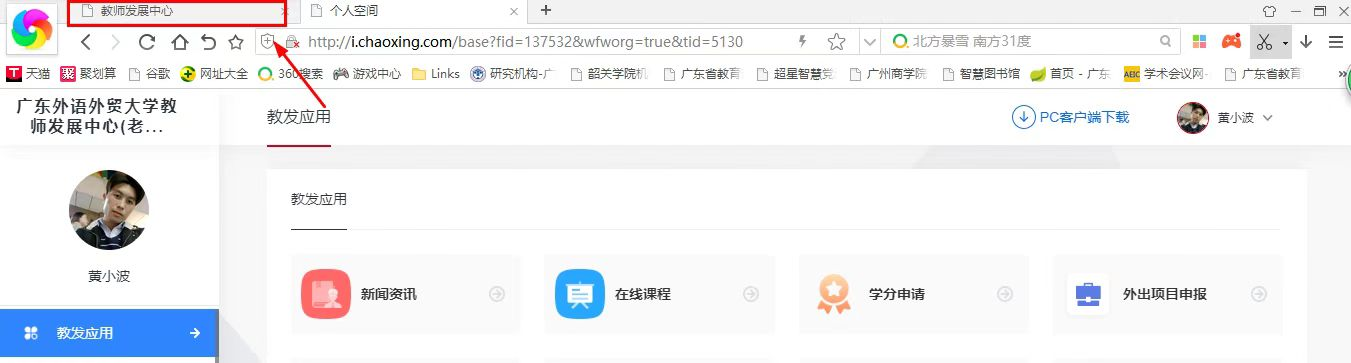 教师发展中心
个人空间
http://i.chaoxing.com/base?fid=137532&wfworg=true&tid=5130
北方暴雪 南方31度
天猫
聚划算
谷歌
网址大全
360搜索
游戏中心
Links
研究机构-广
韶关学院机
广东省教育
超星智慧党
广州商学院
智慧图书馆
首页 - 广东
学术会议网-
广东省教育
广东外语外贸大学教
师发展中心(老...
教发应用
PC客户端下载
黄小波
黄小波
教发应用
教发应用
新闻资讯
在线课程
学分申请
外出项目申报